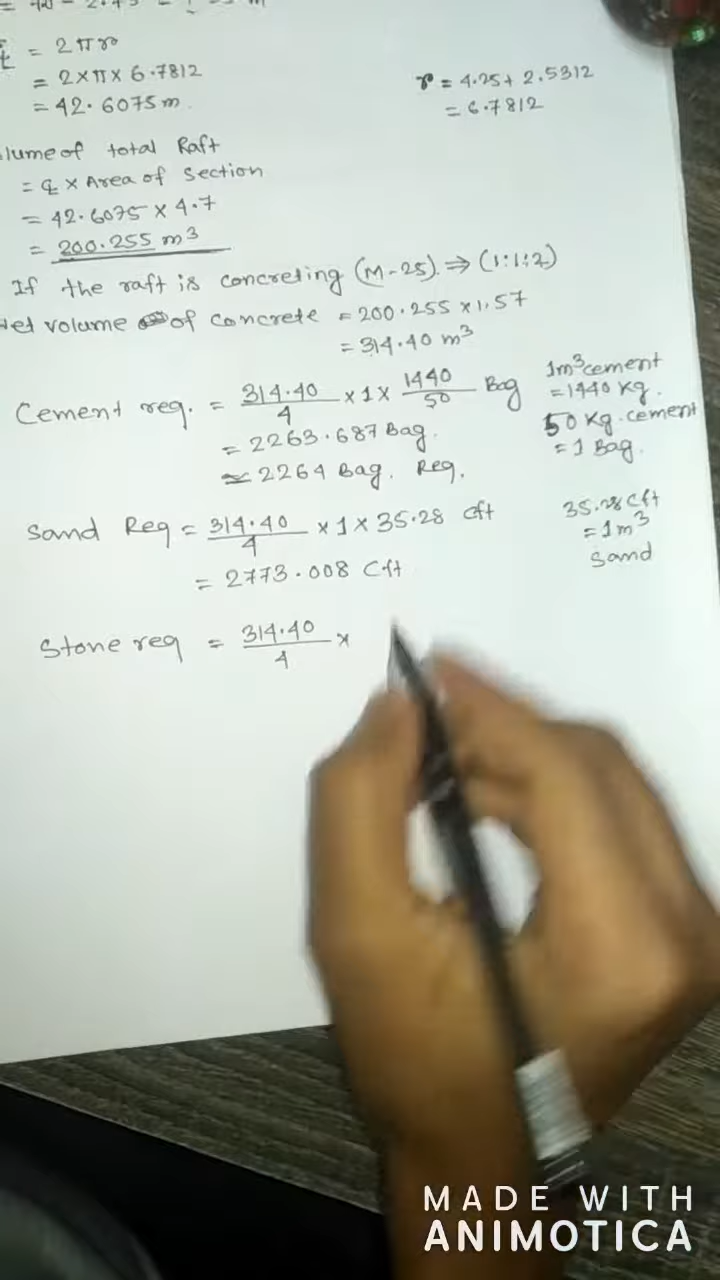 = 2πr
= 2×π× 6.7812
= 42.6075 m.
r = 4.25 + 2.5312
= 6.7812
lume of total Raft
= ℄ × Area of Section
= 42.6075 × 4.7
= 200.255 m³
If the raft is concreting (M-25) ⇒ (1:1:2)
Wet volume of concrete = 200.255 × 1.57
= 314.40 m³
Cement req. = 314.40/4 × 1 × 1440/50 Bag
= 2263.687 Bag.
≃ 2264 Bag. Req.
1m³ cement
= 1440 kg.
50 Kg. cement
= 1 Bag.
Sand Req = 314.40/4 × 1 × 35.28 cft
= 2773.008 Cft
35.28 Cft
= 1m³
Sand
Stone req = 314.40/4 ×
MADE WITH
ANIMOTICA